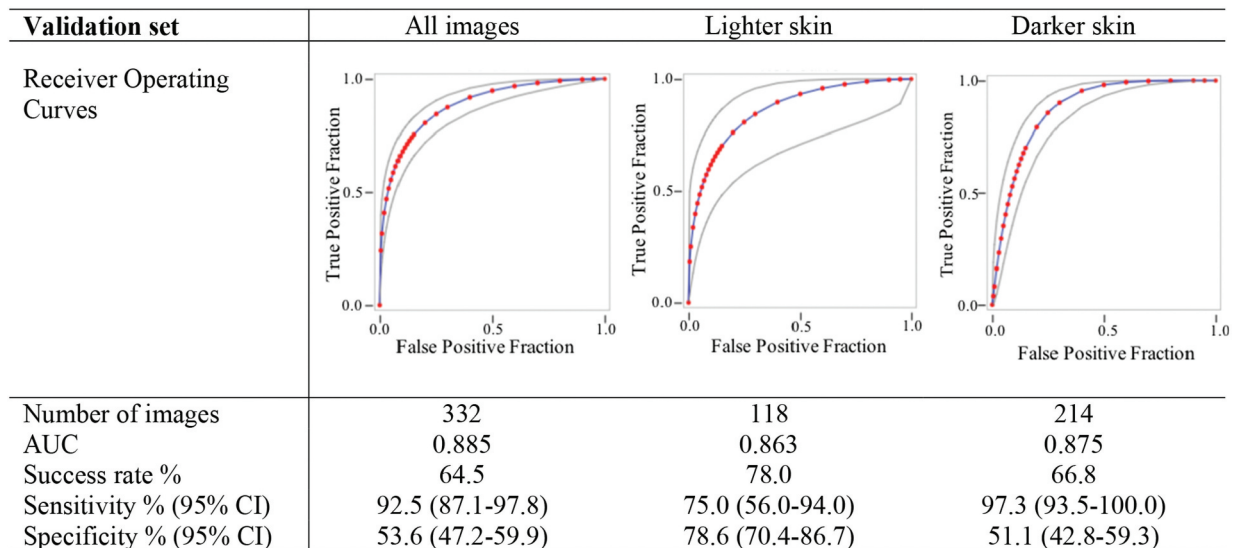 Validation set All images Lighter skin Darker skin
Receiver Operating
Curves
True Positive Fraction
1.0
0.5
0.0
0.0 0.5 1.0
False Positive Fraction
True Positive Fraction
1.0
0.5
0.0
0.0 0.5 1.0
False Positive Fraction
True Positive Fraction
1.0
0.5
0.0
0.0 0.5 1.0
False Positive Fraction
Number of images 332 118 214
AUC 0.885 0.863 0.875
Success rate % 64.5 78.0 66.8
Sensitivity % (95% CI) 92.5 (87.1-97.8) 75.0 (56.0-94.0) 97.3 (93.5-100.0)
Specificity % (95% CI) 53.6 (47.2-59.9) 78.6 (70.4-86.7) 51.1 (42.8-59.3)